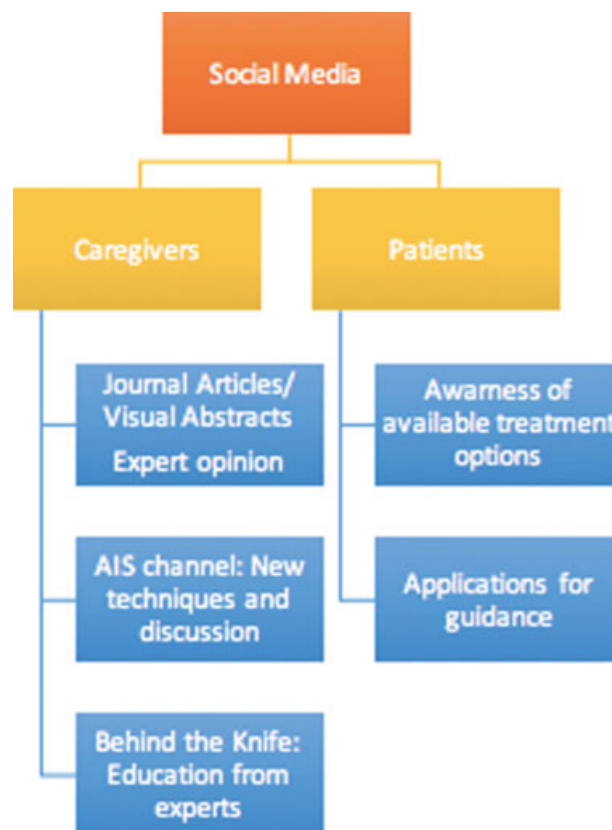 Social Media
Caregivers
Patients
Journal Articles/
Visual Abstracts
Expert opinion
AIS channel: New
techniques and
discussion
Behind the Knife:
Education from
experts
Awarness of
available treatment
options
Applications for
guidance